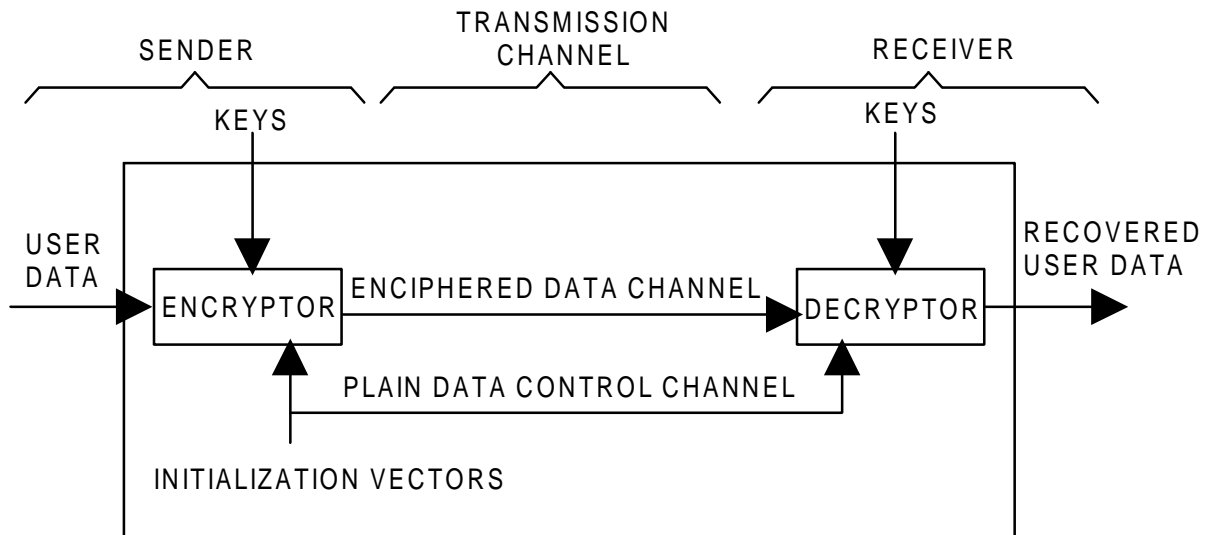 SENDER
TRANSMISSION
CHANNEL
RECEIVER
KEYS
KEYS
USER
DATA
ENCRYPTOR
ENCIPHERED DATA CHANNEL
DECRYPTOR
RECOVERED
USER DATA
PLAIN DATA CONTROL CHANNEL
INITIALIZATION VECTORS